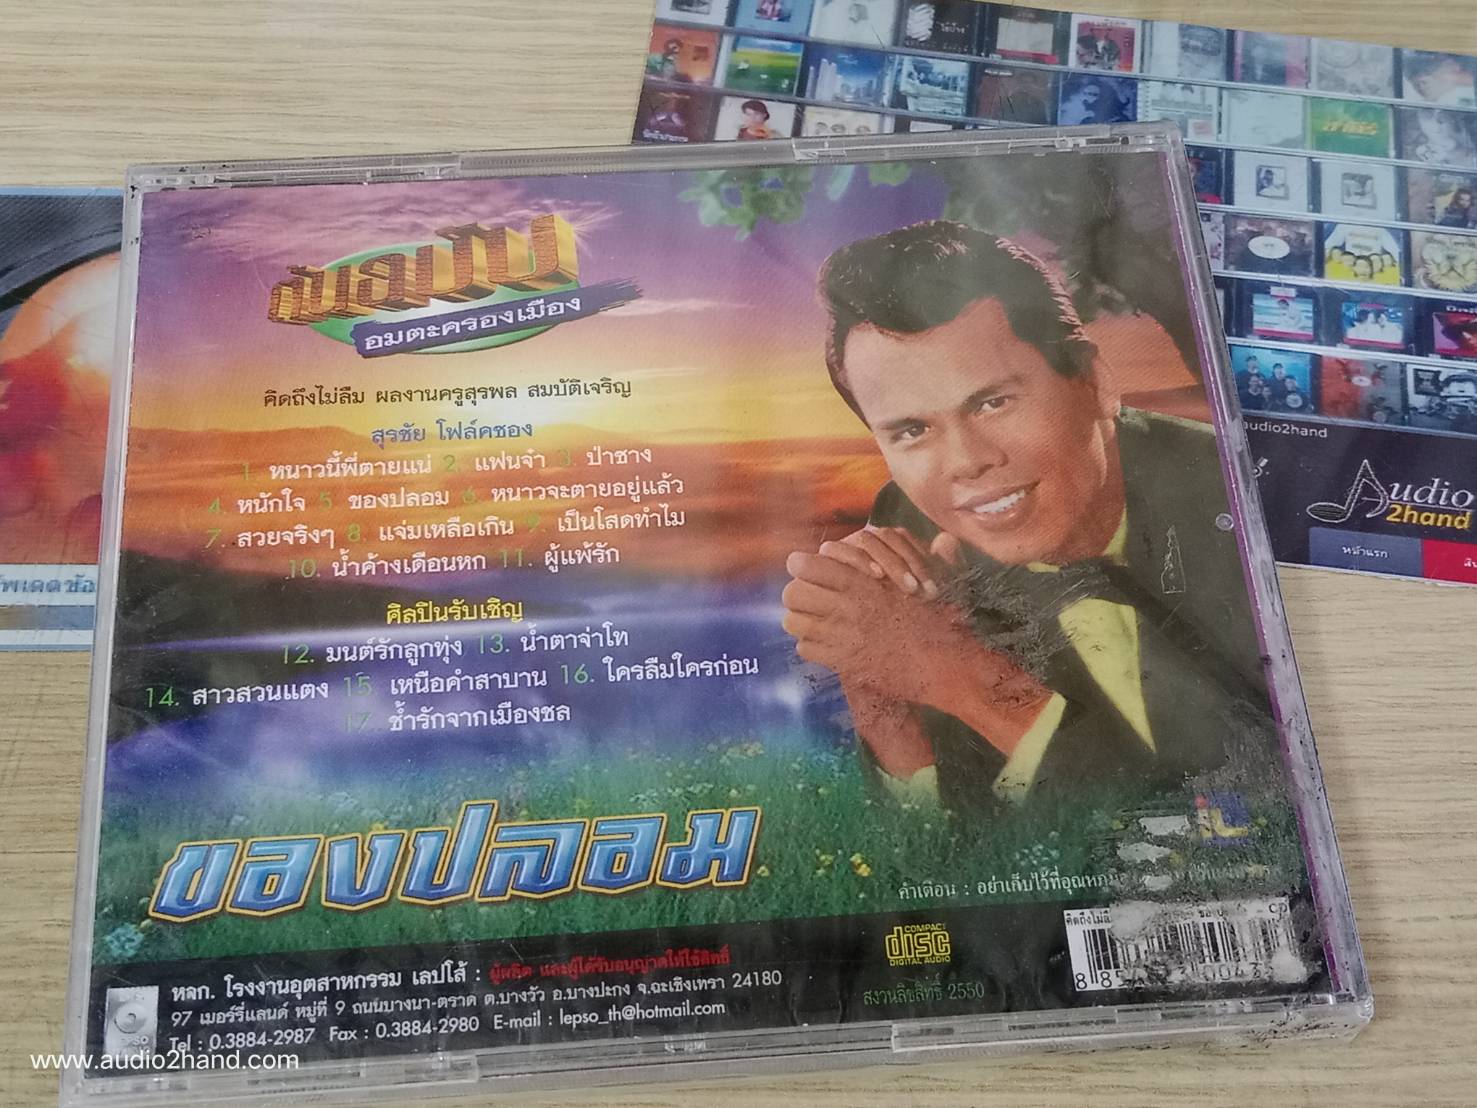 ต้นฉบับ
อมตะครองเมือง
คิดถึงไม่ลืม ผลงานครูสุรพล สมบัติเจริญ
สุรชัย โฟล์คซอง
1. หนาวนี้พี่ตายแน่ 2. แฟนจ๋า 3. ป่าซาง
4. หนักใจ 5. ของปลอม 6. หนาวจะตายอยู่แล้ว
7. สวยจริงๆ 8. แจ่มเหลือเกิน 9. เป็นโสดทำไม
10. น้ำค้างเดือนหก 11. ผู้แพ้รัก
ศิลปินรับเชิญ
12. มนต์รักลูกทุ่ง 13. น้ำตาจ่าโท
14. สาวสวนแตง 15. เหนือคำสาบาน 16. ใครลืมใครก่อน
17. ช้ำรักจากเมืองชล
ของปลอม
คำเตือน : อย่าเก็บไว้ที่อุณหภูมิ
COMPACT
disc
DIGITAL AUDIO
สงวนลิขสิทธิ์ 2550
หจก. โรงงานอุตสาหกรรม เลปโส้ : ผู้ผลิต และผู้ได้รับอนุญาตให้ใช้สิทธิ์
97 เมอร์รี่แลนด์ หมู่ที่ 9 ถนนบางนา-ตราด ต.บางวัว อ.บางปะกง จ.ฉะเชิงเทรา 24180
Tel : 0.3884-2987 Fax : 0.3884-2980 E-mail : lepso_th@hotmail.com
audio2hand
Audio
2hand
หน้าแรก
www.audio2hand.com